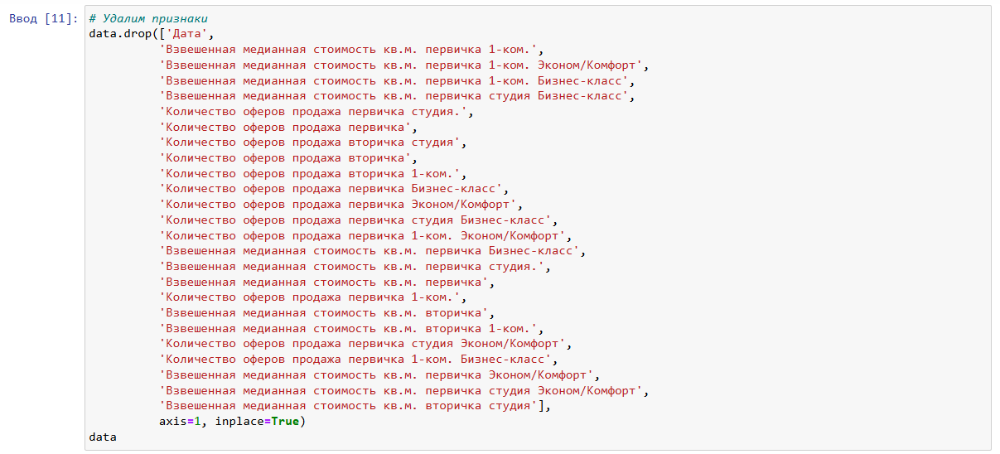 Ввод [11]:
# Удалим признаки
data.drop(['Дата',
'Взвешенная медианная стоимость кв.м. первичка 1-ком.',
'Взвешенная медианная стоимость кв.м. первичка 1-ком. Эконом/Комфорт',
'Взвешенная медианная стоимость кв.м. первичка 1-ком. Бизнес-класс',
'Взвешенная медианная стоимость кв.м. первичка студия Бизнес-класс',
'Количество оферов продажа первичка студия.',
'Количество оферов продажа первичка',
'Количество оферов продажа вторичка студия',
'Количество оферов продажа вторичка',
'Количество оферов продажа вторичка 1-ком.',
'Количество оферов продажа первичка Бизнес-класс',
'Количество оферов продажа первичка Эконом/Комфорт',
'Количество оферов продажа первичка студия Бизнес-класс',
'Количество оферов продажа первичка 1-ком. Эконом/Комфорт',
'Взвешенная медианная стоимость кв.м. первичка Бизнес-класс',
'Взвешенная медианная стоимость кв.м. первичка студия.',
'Взвешенная медианная стоимость кв.м. первичка',
'Количество оферов продажа первичка 1-ком.',
'Взвешенная медианная стоимость кв.м. вторичка',
'Взвешенная медианная стоимость кв.м. вторичка 1-ком.',
'Количество оферов продажа первичка студия Эконом/Комфорт',
'Количество оферов продажа первичка 1-ком. Бизнес-класс',
'Взвешенная медианная стоимость кв.м. первичка Эконом/Комфорт',
'Взвешенная медианная стоимость кв.м. первичка студия Эконом/Комфорт',
'Взвешенная медианная стоимость кв.м. вторичка студия'],
axis=1, inplace=True)
data